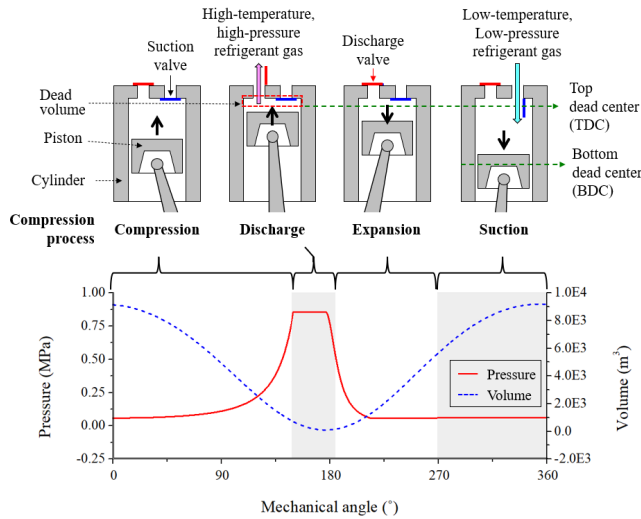 High-temperature,
high-pressure
refrigerant gas
Low-temperature,
Low-pressure
refrigerant gas
Suction
valve
Discharge
valve
Dead
volume
Top
dead center
(TDC)
Piston
Bottom
dead center
(BDC)
Cylinder
Compression
process
Compression
Discharge
Expansion
Suction
1.00
0.75
0.50
0.25
0.00
-0.25
Pressure (MPa)
1.0E4
8.0E3
6.0E3
4.0E3
2.0E3
0.0
-2.0E3
Volume (m³)
Pressure
Volume
0
90
180
270
360
Mechanical angle (°)